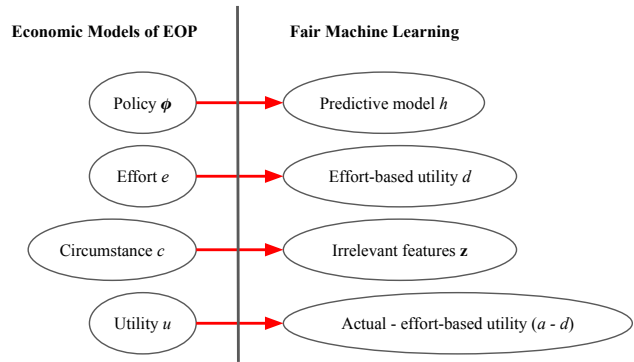 Economic Models of EOP
Fair Machine Learning
Policy ϕ
Predictive model h
Effort e
Effort-based utility d
Circumstance c
Irrelevant features z
Utility u
Actual - effort-based utility (a - d)